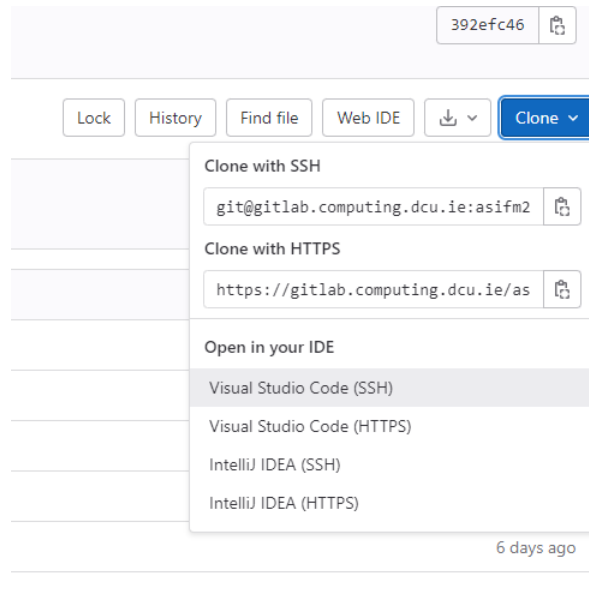 392efc46
Lock History Find file Web IDE Clone
Clone with SSH
git@gitlab.computing.dcu.ie:asifm2
Clone with HTTPS
https://gitlab.computing.dcu.ie/as
Open in your IDE
Visual Studio Code (SSH)
Visual Studio Code (HTTPS)
IntelliJ IDEA (SSH)
IntelliJ IDEA (HTTPS)
6 days ago